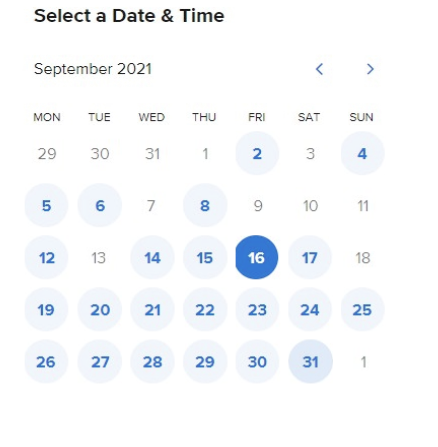 Select a Date & Time
September 2021
MON TUE WED THU FRI SAT SUN
29 30 31 1 2 3 4
5 6 7 8 9 10 11
12 13 14 15 16 17 18
19 20 21 22 23 24 25
26 27 28 29 30 31 1